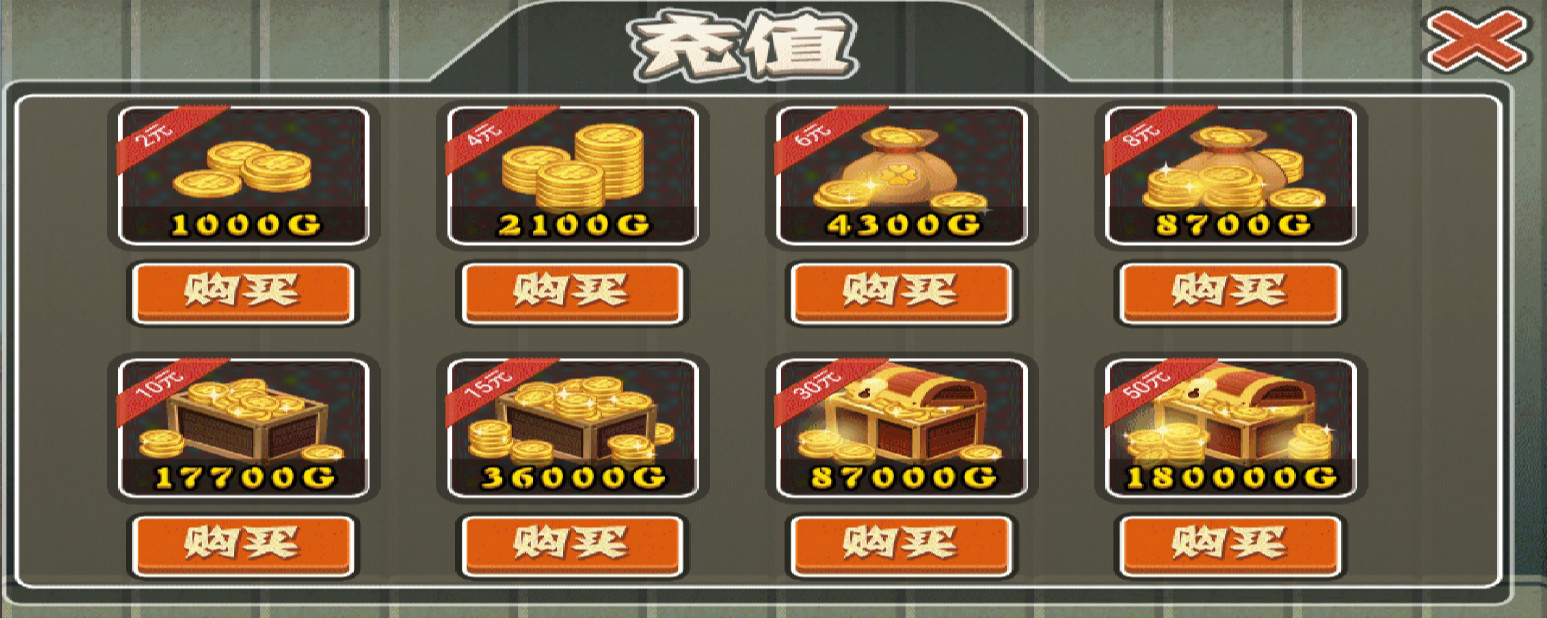 充值
2元 4元 6元 8元
1000G 2100G 4300G 8700G
购买 购买 购买 购买
10元 15元 30元 50元
17700G 36000G 87000G 180000G
购买 购买 购买 购买